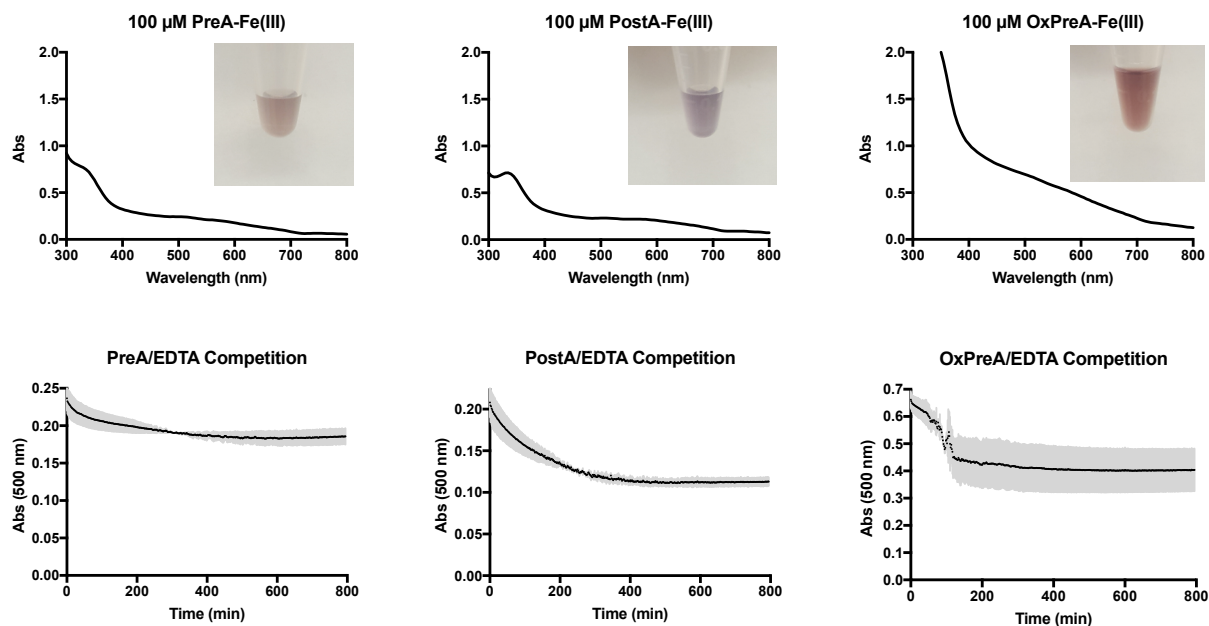 100 µM PreA-Fe(III)
2.0
1.5
1.0
0.5
0.0
Abs
300 400 500 600 700 800
Wavelength (nm)
100 µM PostA-Fe(III)
2.0
1.5
1.0
0.5
0.0
Abs
300 400 500 600 700 800
Wavelength (nm)
100 µM OxPreA-Fe(III)
2.0
1.5
1.0
0.5
0.0
Abs
300 400 500 600 700 800
Wavelength (nm)
PreA/EDTA Competition
0.25
0.20
0.15
0.10
0.05
0.00
Abs (500 nm)
0 200 400 600 800
Time (min)
PostA/EDTA Competition
0.20
0.15
0.10
0.05
0.00
Abs (500 nm)
0 200 400 600 800
Time (min)
OxPreA/EDTA Competition
0.7
0.6
0.5
0.4
0.3
0.2
0.1
0.0
Abs (500 nm)
0 200 400 600 800
Time (min)